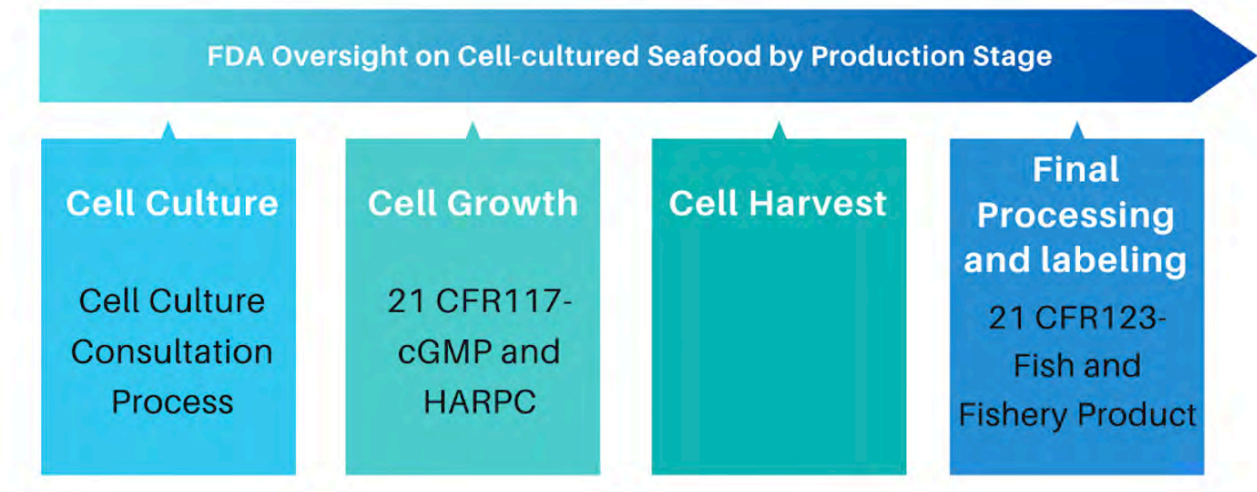 FDA Oversight on Cell-cultured Seafood by Production Stage
Cell Culture
Cell Culture
Consultation
Process
Cell Growth
21 CFR117-
cGMP and
HARPC
Cell Harvest
Final
Processing
and labeling
21 CFR123-
Fish and
Fishery Product